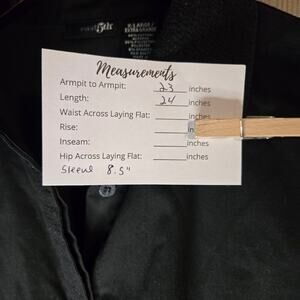 X-LARGE /
EXTRA GRANDE
Measurements
Armpit to Armpit: 23 inches
Length: 24 inches
Waist Across Laying Flat: inches
Rise: in
Inseam: inches
Hip Across Laying Flat: inches
Sleeve 8.5"